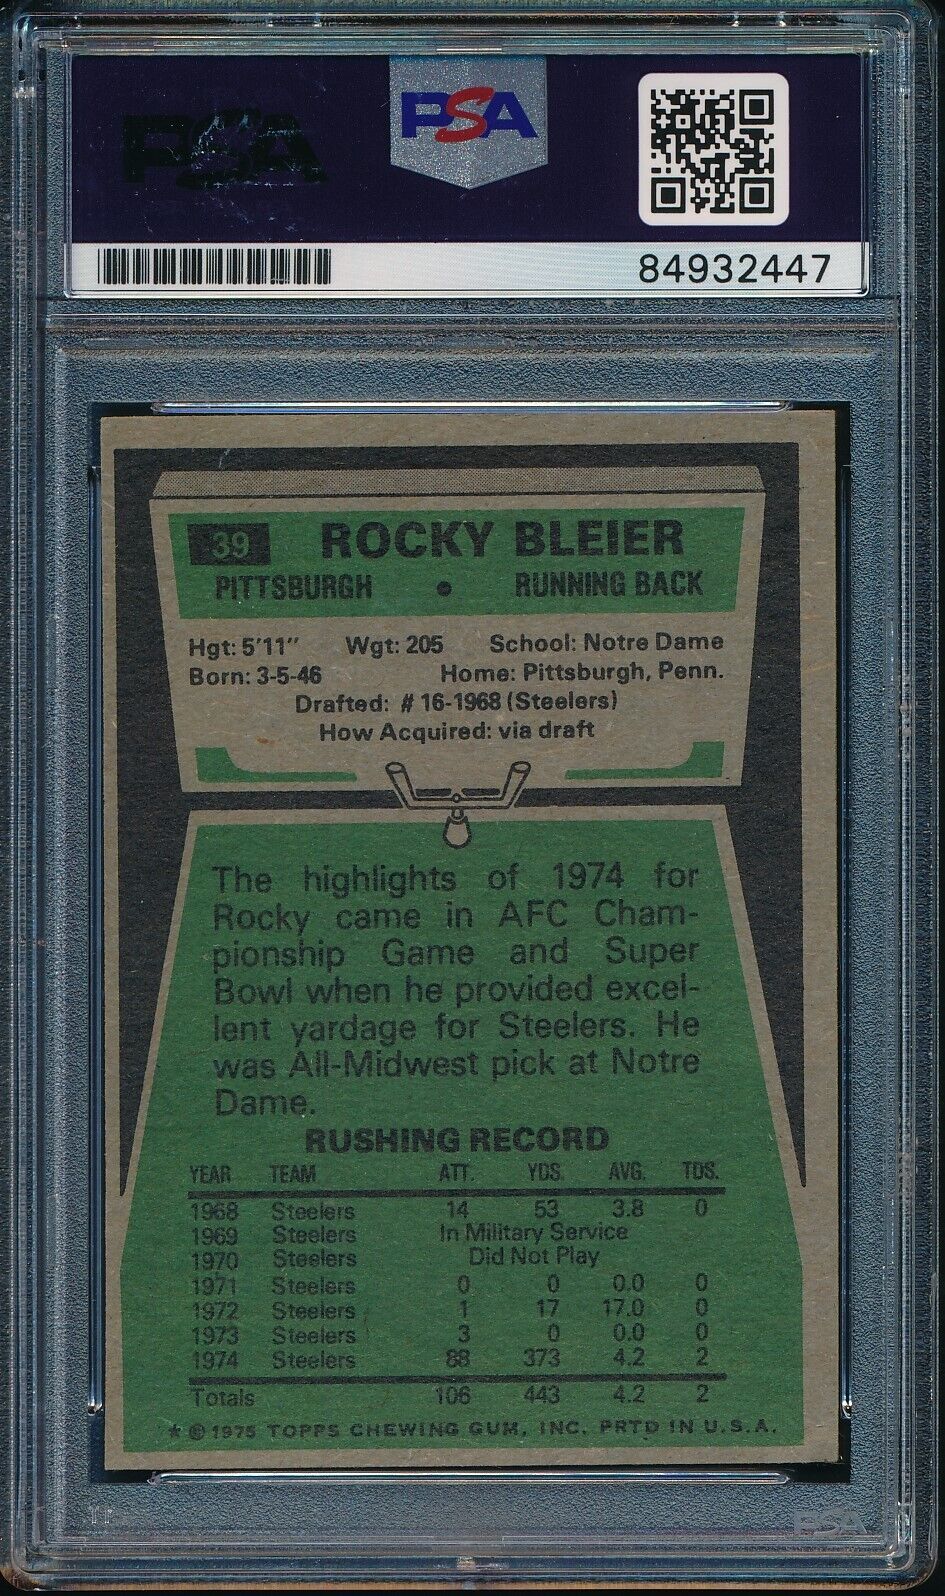 PSA
PSA
84932447
39 ROCKY BLEIER
PITTSBURGH • RUNNING BACK
Hgt: 5'11" Wgt: 205 School: Notre Dame
Born: 3-5-46 Home: Pittsburgh, Penn.
Drafted: # 16-1968 (Steelers)
How Acquired: via draft
The highlights of 1974 for
Rocky came in AFC Cham-
pionship Game and Super
Bowl when he provided excel-
lent yardage for Steelers. He
was All-Midwest pick at Notre
Dame.
RUSHING RECORD
YEAR TEAM ATT. YDS. AVG. TDS.
1968 Steelers 14 53 3.8 0
1969 Steelers In Military Service
1970 Steelers Did Not Play
1971 Steelers 0 0 0.0 0
1972 Steelers 1 17 17.0 0
1973 Steelers 3 0 0.0 0
1974 Steelers 88 373 4.2 2
Totals 106 443 4.2 2
★ © 1975 TOPPS CHEWING GUM, INC. PRTD IN U.S.A.
PSA